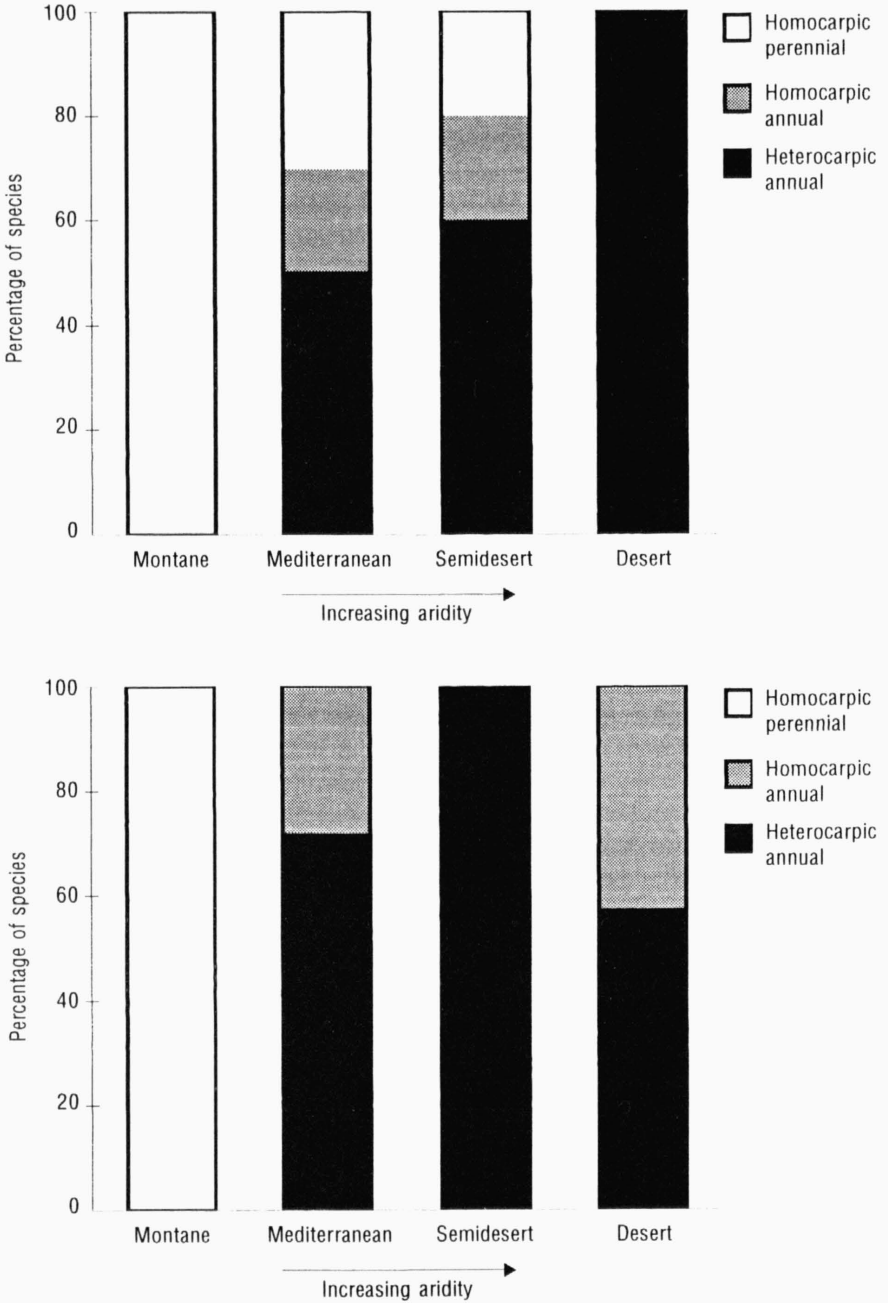 100
80
60
40
20
0
Percentage of species
Montane
Mediterranean
Semidesert
Desert
Increasing aridity
Homocarpic
perennial
Homocarpic
annual
Heterocarpic
annual
100
80
60
40
20
0
Percentage of species
Montane
Mediterranean
Semidesert
Desert
Increasing aridity
Homocarpic
perennial
Homocarpic
annual
Heterocarpic
annual